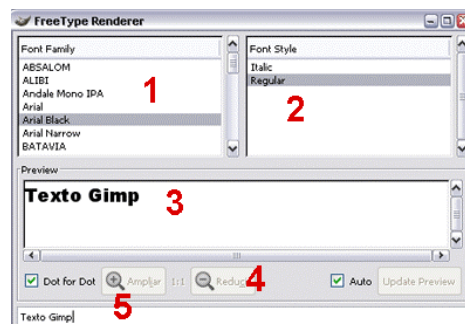 FreeType Renderer
Font Family
Font Style
ABSALOM
ALIBI
Andale Mono IPA
Arial
Arial Black
Arial Narrow
BATAVIA
1
Italic
Regular
2
Preview
Texto Gimp
3
Dot for Dot
Ampliar
1:1
4
Auto
Update Preview
5
Texto Gimp